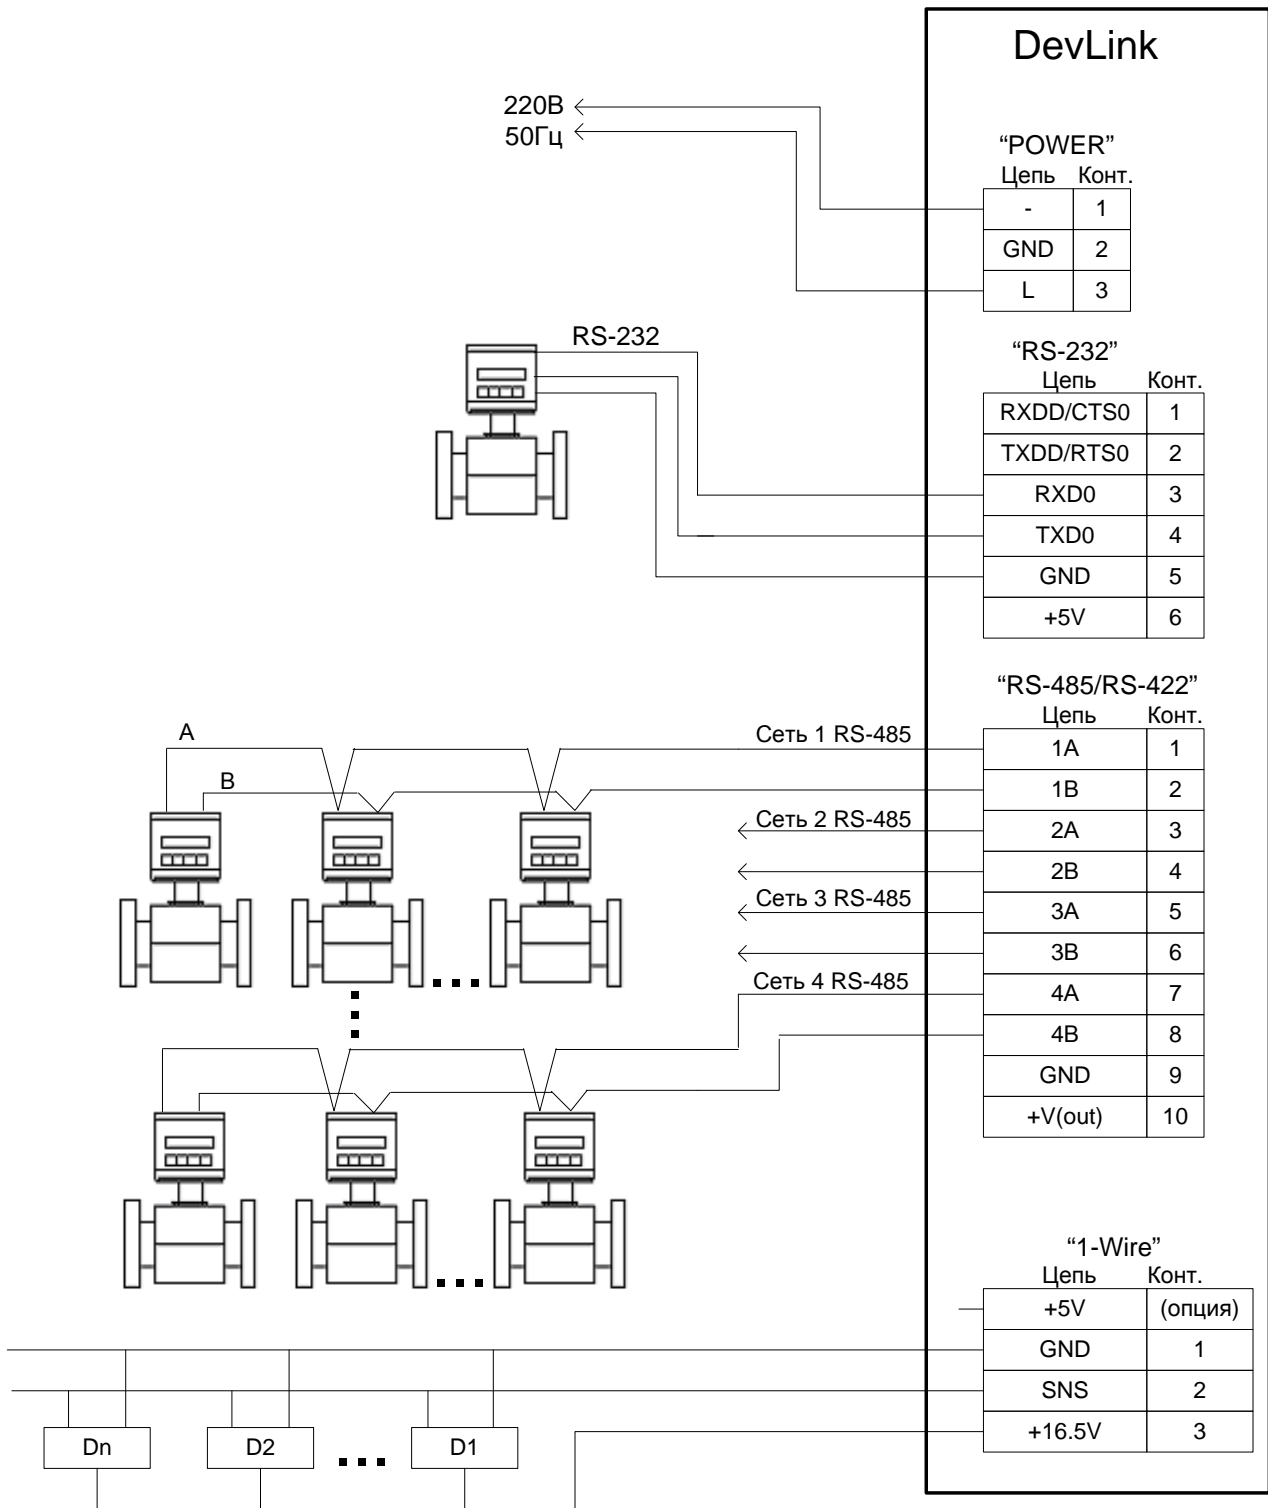 DevLink
220В
50Гц
“POWER”
Цепь Конт.
- 1
GND 2
L 3
RS-232
“RS-232”
Цепь Конт.
RXDD/CTS0 1
TXDD/RTS0 2
RXD0 3
TXD0 4
GND 5
+5V 6
“RS-485/RS-422”
Цепь Конт.
A
B
Сеть 1 RS-485
1A 1
1B 2
Сеть 2 RS-485
2A 3
2B 4
Сеть 3 RS-485
3A 5
3B 6
Сеть 4 RS-485
4A 7
4B 8
GND 9
+V(out) 10
“1-Wire”
Цепь Конт.
+5V (опция)
GND 1
SNS 2
+16.5V 3
Dn D2 D1